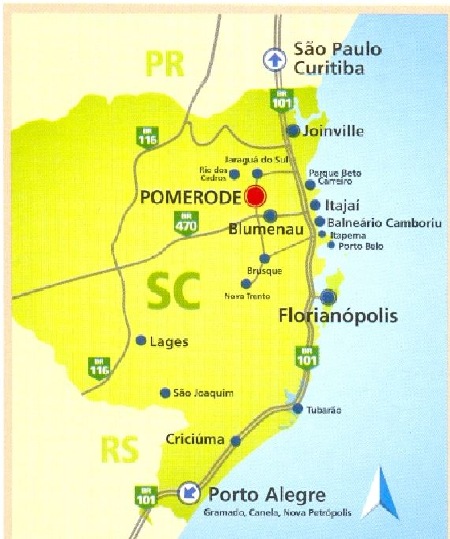 PR
São Paulo
Curitiba
BR
101
Joinville
BR
116
Jaraguá do Sul
Rio dos
Cedros
Parque Beto
Carreiro
POMERODE
Itajaí
BR
470
Balneário Camboriu
Blumenau
Itapema
Porto Belo
Brusque
SC
Nova Trento
Florianópolis
Lages
BR
101
BR
116
São Joaquim
Tubarão
RS
Criciúma
BR
101
Porto Alegre
Gramado, Canela, Nova Petrópolis